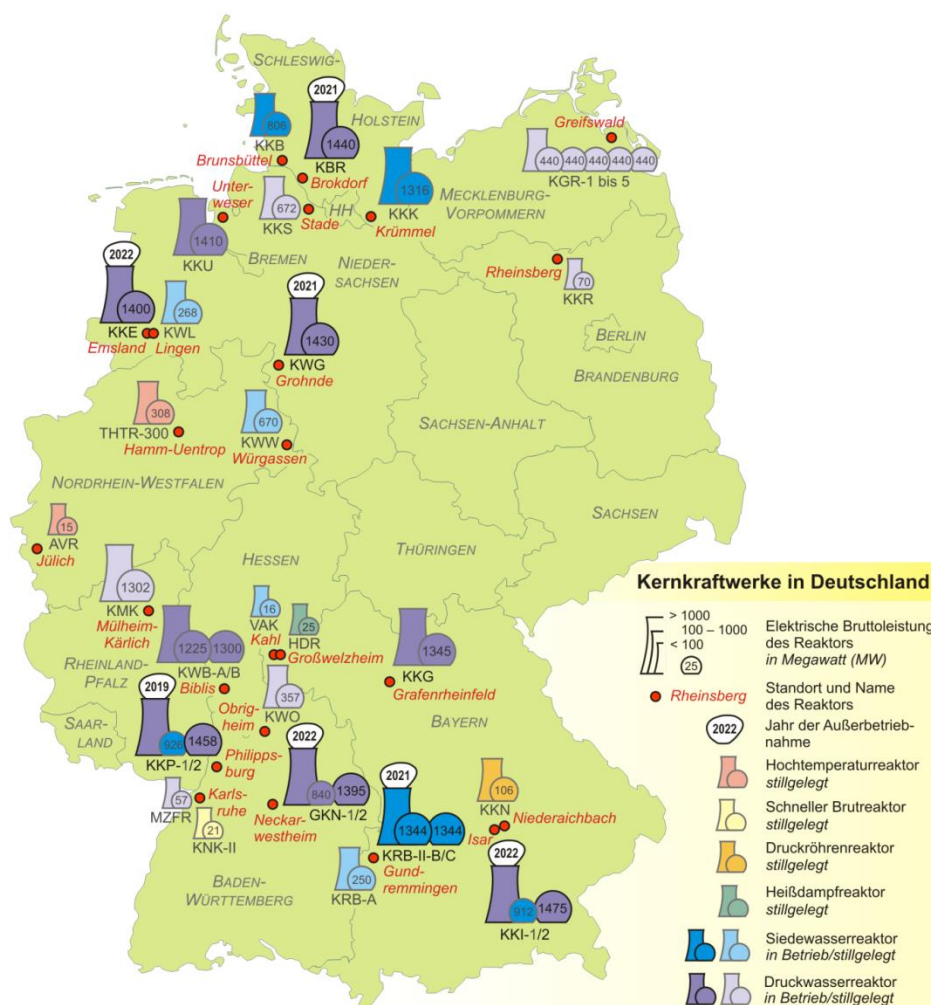 SCHLESWIG-
HOLSTEIN
2021
806
KKB
1440
KBR
Brunsbüttel
Brokdorf
Greifswald
440 440 440 440 440
KGR-1 bis 5
Unter-
weser
672
KKS
HH
Stade
1316
KKK
Krümmel
MECKLENBURG-
VORPOMMERN
1410
KKU
BREMEN
NIEDER-
SACHSEN
Rheinsberg
70
KKR
2022
1400
KKE
Emsland
268
KWL
Lingen
2021
1430
KWG
Grohnde
BERLIN
BRANDENBURG
308
THTR-300
Hamm-Uentrop
670
KWW
Würgassen
SACHSEN-ANHALT
NORDRHEIN-WESTFALEN
SACHSEN
15
AVR
Jülich
HESSEN
THÜRINGEN
1302
KMK
Mülheim-
Kärlich
16
VAK
Kahl
25
HDR
Großwelzheim
1225 1300
KWB-A/B
Biblis
1345
KKG
Grafenrheinfeld
RHEINLAND-
PFALZ
357
KWO
Obrig-
heim
BAYERN
SAAR-
LAND
2019
926 1458
KKP-1/2
Philipps-
burg
2022
840 1395
GKN-1/2
Neckar-
westheim
57
MZFR
Karls-
ruhe
21
KNK-II
2021
1344 1344
KRB-II-B/C
Gund-
remmingen
250
KRB-A
106
KKN
Niederaichbach
Isar
2022
912 1475
KKI-1/2
BADEN-
WÜRTTEMBERG
Kernkraftwerke in Deutschland
> 1000
100 – 1000
< 100
25
Elektrische Bruttoleistung
des Reaktors
in Megawatt (MW)
Rheinsberg
Standort und Name
des Reaktors
2022
Jahr der Außerbetrieb-
nahme
Hochtemperaturreaktor
stillgelegt
Schneller Brutreaktor
stillgelegt
Druckröhrenreaktor
stillgelegt
Heißdampfreaktor
stillgelegt
Siedewasserreaktor
in Betrieb/stillgelegt
Druckwasserreaktor
in Betrieb/stillgelegt